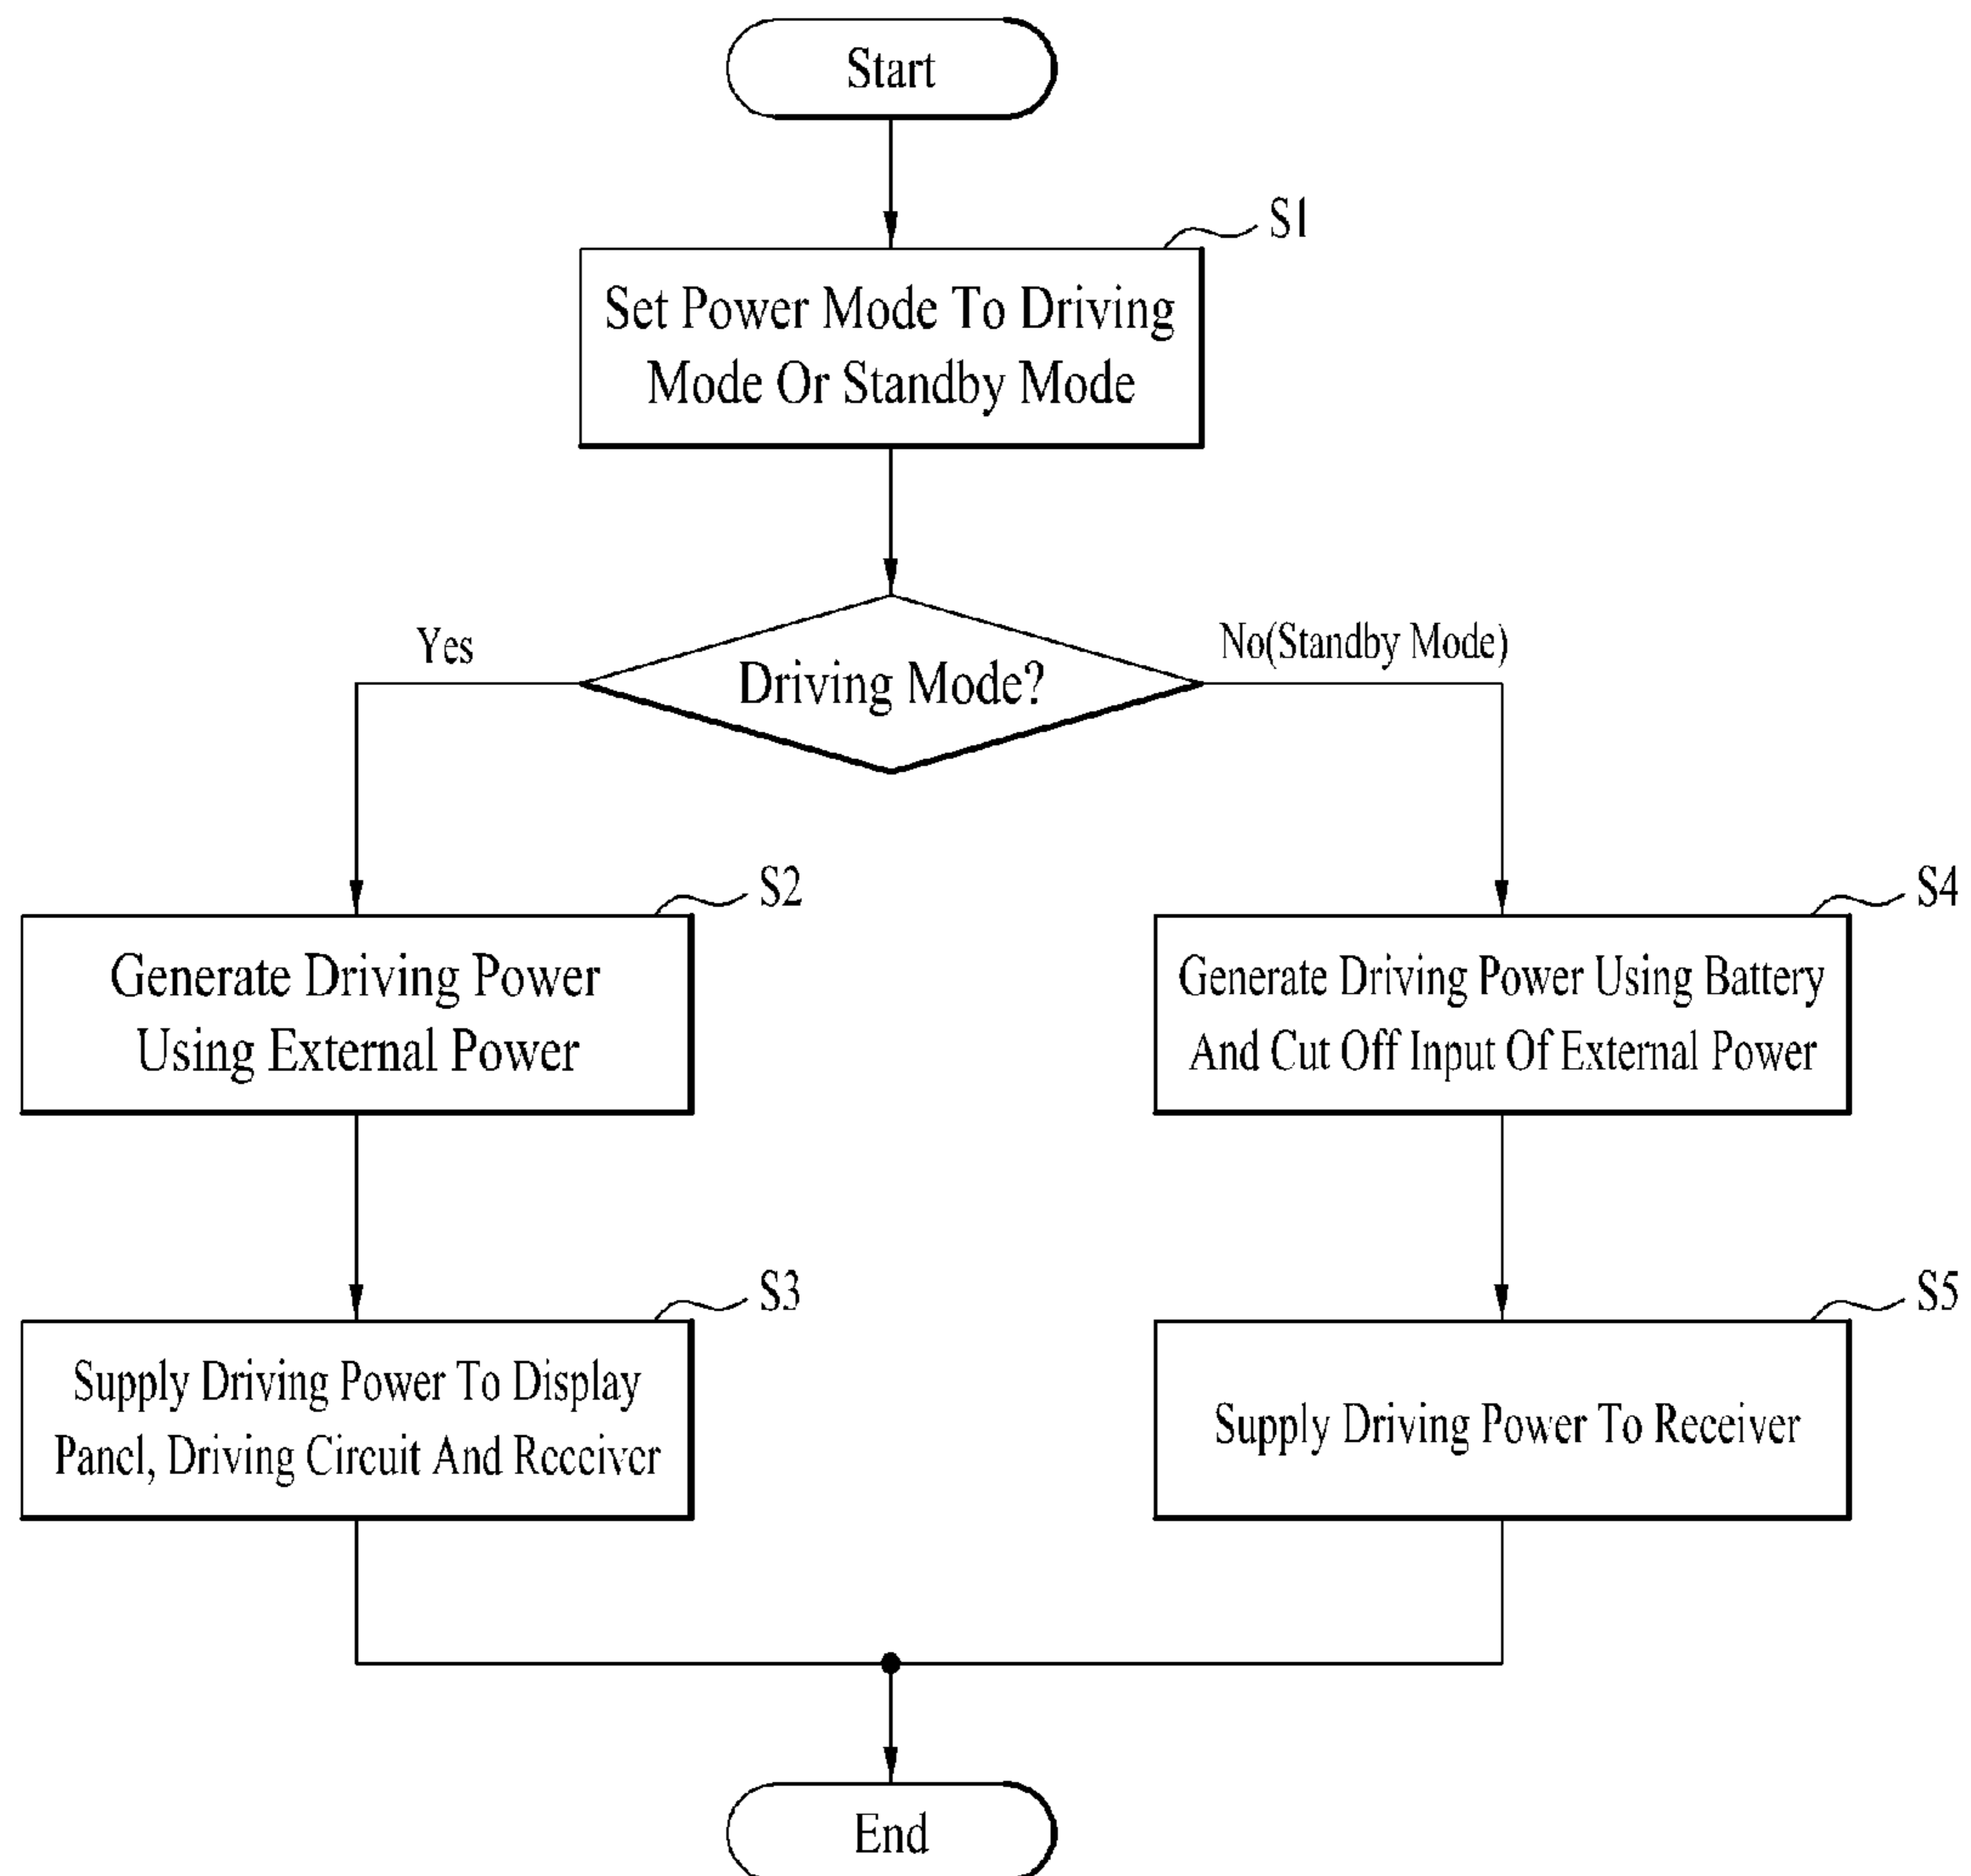 Start
S1
Set Power Mode To Driving
Mode Or Standby Mode
Yes
No(Standby Mode)
Driving Mode?
S2
S4
Generate Driving Power
Using External Power
Generate Driving Power Using Battery
And Cut Off Input Of External Power
S3
S5
Supply Driving Power To Display
Panel, Driving Circuit And Receiver
Supply Driving Power To Receiver
End